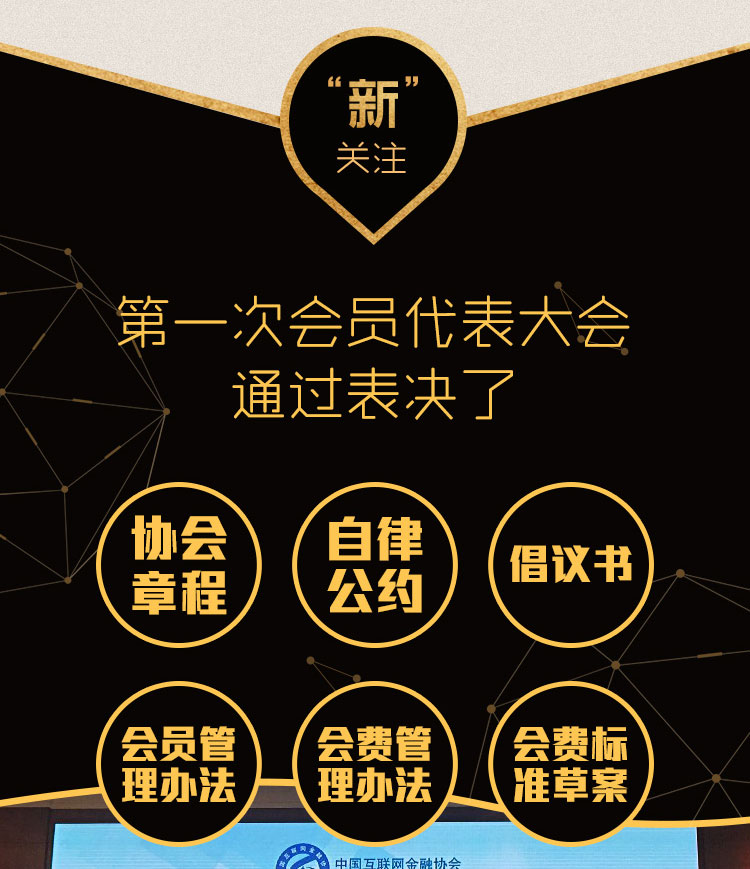 “新”
关注
第一次会员代表大会
通过表决了
协会
章程
自律
公约
倡议书
会员管
理办法
会费管
理办法
会费标
准草案
中国互联网金融协会